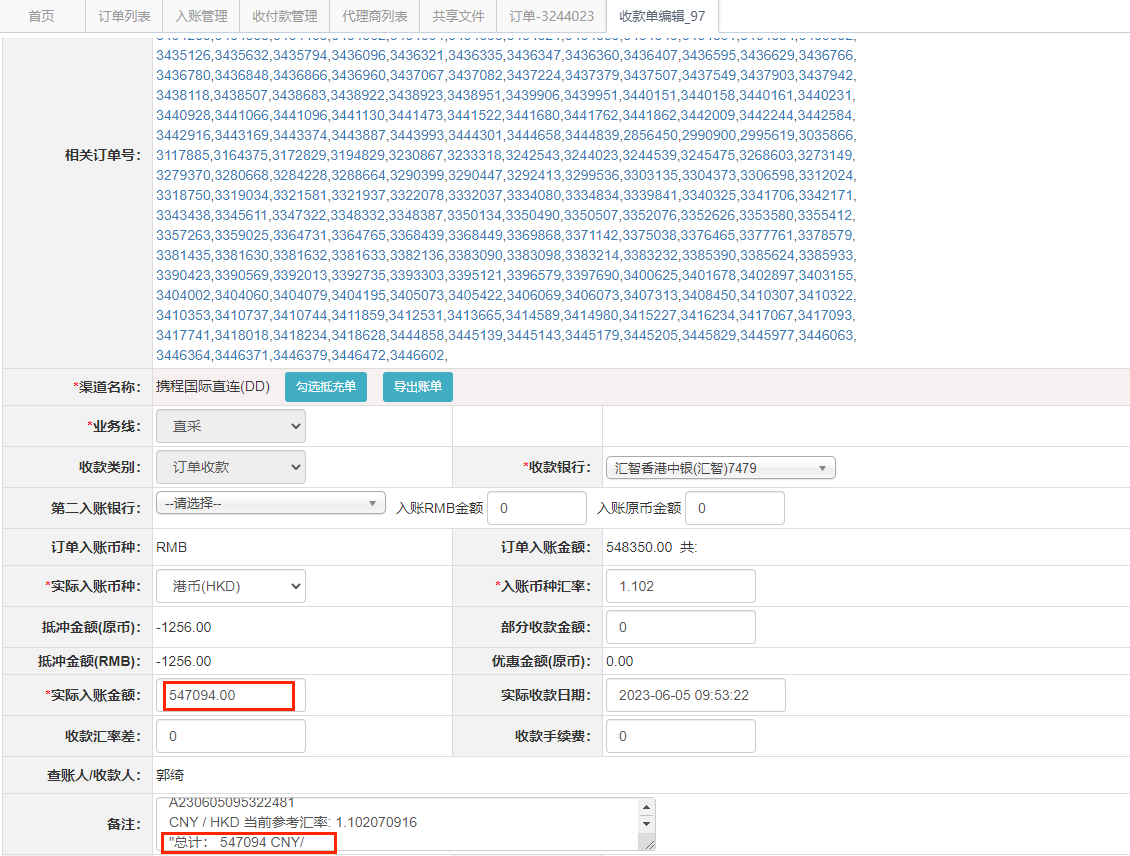 首页 订单列表 入账管理 收付款管理 代理商列表 共享文件 订单-3244023 收款单编辑_97
相关订单号:
3435126,3435632,3435794,3436096,3436321,3436335,3436347,3436360,3436407,3436595,3436629,3436766,
3436780,3436848,3436866,3436960,3437067,3437082,3437224,3437379,3437507,3437549,3437903,3437942,
3438118,3438507,3438683,3438922,3438923,3438951,3439906,3439951,3440151,3440158,3440161,3440231,
3440928,3441066,3441096,3441130,3441473,3441522,3441680,3441762,3441862,3442009,3442244,3442584,
3442916,3443169,3443374,3443887,3443993,3444301,3444658,3444839,2856450,2990900,2995619,3035866,
3117885,3164375,3172829,3194829,3230867,3233318,3242543,3244023,3244539,3245475,3268603,3273149,
3279370,3280668,3284228,3288664,3290399,3290447,3292413,3299536,3303135,3304373,3306598,3312024,
3318750,3319034,3321581,3321937,3322078,3332037,3334080,3334834,3339841,3340325,3341706,3342171,
3343438,3345611,3347322,3348332,3348387,3350134,3350490,3350507,3352076,3352626,3353580,3355412,
3357263,3359025,3364731,3364765,3368439,3368449,3369868,3371142,3375038,3376465,3377761,3378579,
3381435,3381630,3381632,3381633,3382136,3383090,3383098,3383214,3383232,3385390,3385624,3385933,
3390423,3390569,3392013,3392735,3393303,3395121,3396579,3397690,3400625,3401678,3402897,3403155,
3404002,3404060,3404079,3404195,3405073,3405422,3406069,3406073,3407313,3408450,3410307,3410322,
3410353,3410737,3410744,3411859,3412531,3413665,3414589,3414980,3415227,3416234,3417067,3417093,
3417741,3418018,3418234,3418628,3444858,3445139,3445143,3445179,3445205,3445829,3445977,3446063,
3446364,3446371,3446379,3446472,3446602,
*渠道名称: 携程国际直连(DD) 勾选抵充单 导出账单
*业务线: 直采
收款类别: 订单收款 *收款银行: 汇智香港中银(汇智)7479
第二入账银行: --请选择-- 入账RMB金额 0 入账原币金额 0
订单入账币种: RMB 订单入账金额: 548350.00 共:
*实际入账币种: 港币(HKD) *入账币种汇率: 1.102
抵冲金额(原币): -1256.00 部分收款金额: 0
抵冲金额(RMB): -1256.00 优惠金额(原币): 0.00
*实际入账金额: 547094.00 实际收款日期: 2023-06-05 09:53:22
收款汇率差: 0 收款手续费: 0
查账人/收款人: 郭绮
备注: A230605095322481
CNY / HKD 当前参考汇率: 1.102070916
"总计: 547094 CNY/